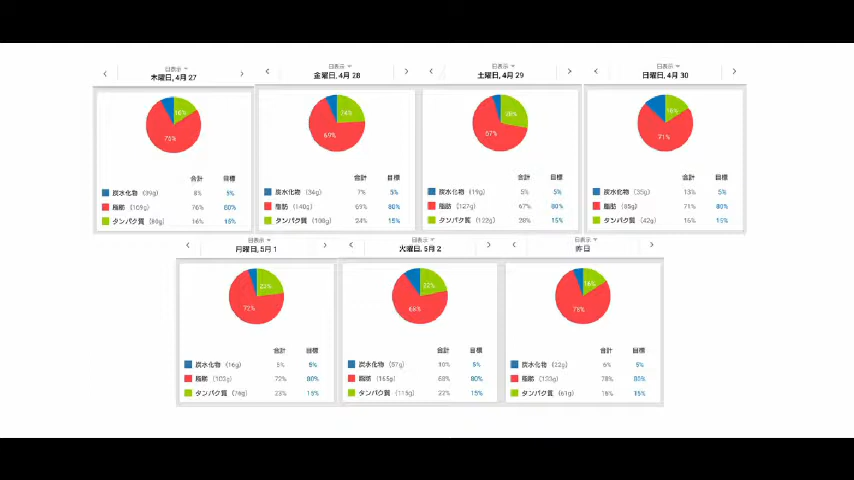 日表示
木曜日, 4月 27
16%
76%
合計 目標
炭水化物 (39g) 8% 5%
脂肪 (169g) 76% 80%
タンパク質 16% 15%
日表示
金曜日, 4月 28
24%
69%
合計 目標
炭水化物 (34g) 7% 5%
脂肪 (140g) 69% 80%
タンパク質 (108g) 24% 15%
日表示
土曜日, 4月 29
28%
67%
合計 目標
炭水化物 (19g) 5% 5%
脂肪 (127g) 67% 80%
タンパク質 (122g) 28% 15%
日表示
日曜日, 4月 30
16%
71%
合計 目標
炭水化物 (35g) 13% 5%
脂肪 (85g) 71% 80%
タンパク質 (42g) 16% 15%
日表示
月曜日, 5月 1
23%
72%
合計 目標
炭水化物 (16g) 5% 5%
脂肪 72% 80%
タンパク質 (76g) 23% 15%
日表示
火曜日, 5月 2
22%
68%
合計 目標
炭水化物 (57g) 10% 5%
脂肪 (165g) 68% 80%
タンパク質 22% 15%
日表示
昨日
16%
78%
合計 目標
炭水化物 (22g) 6% 5%
脂肪 78% 80%
タンパク質 (61g) 16% 15%